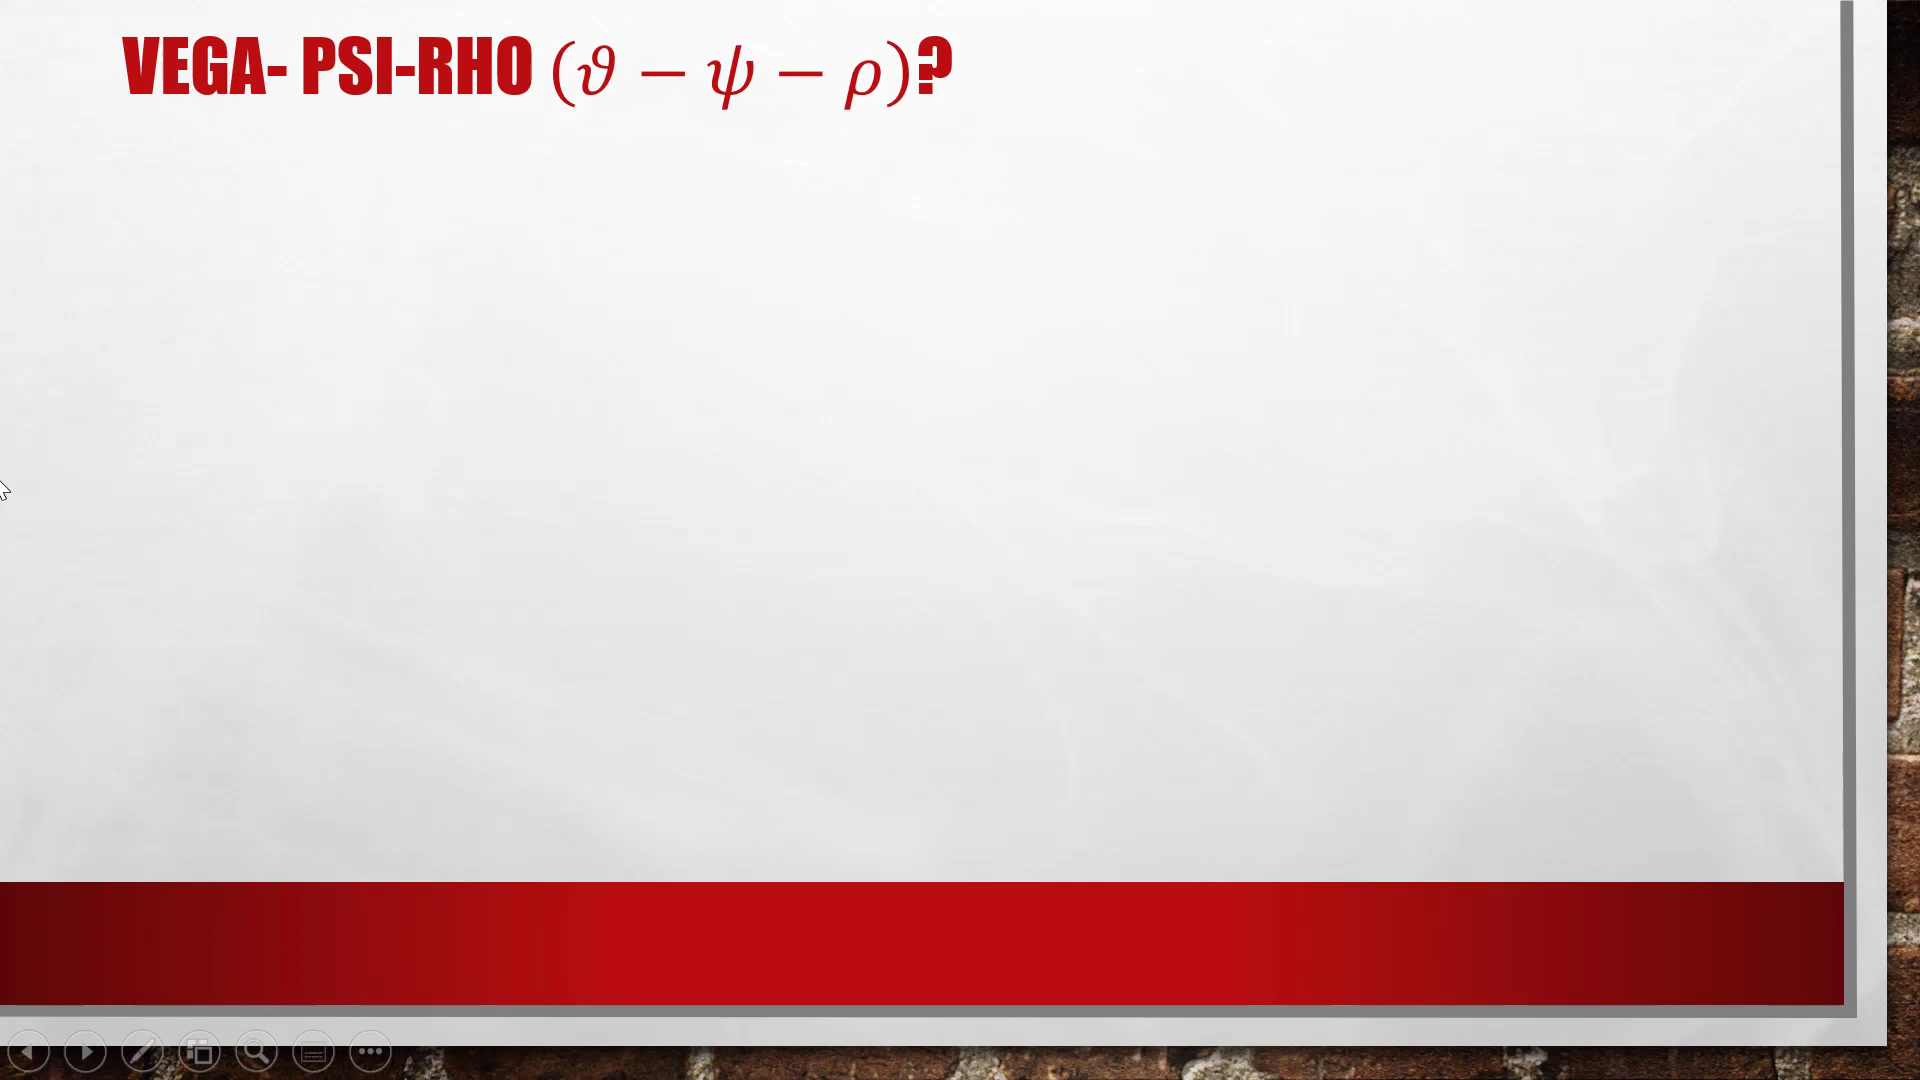 VEGA- PSI-RHO (𝜗 − 𝜓 − 𝜌)?